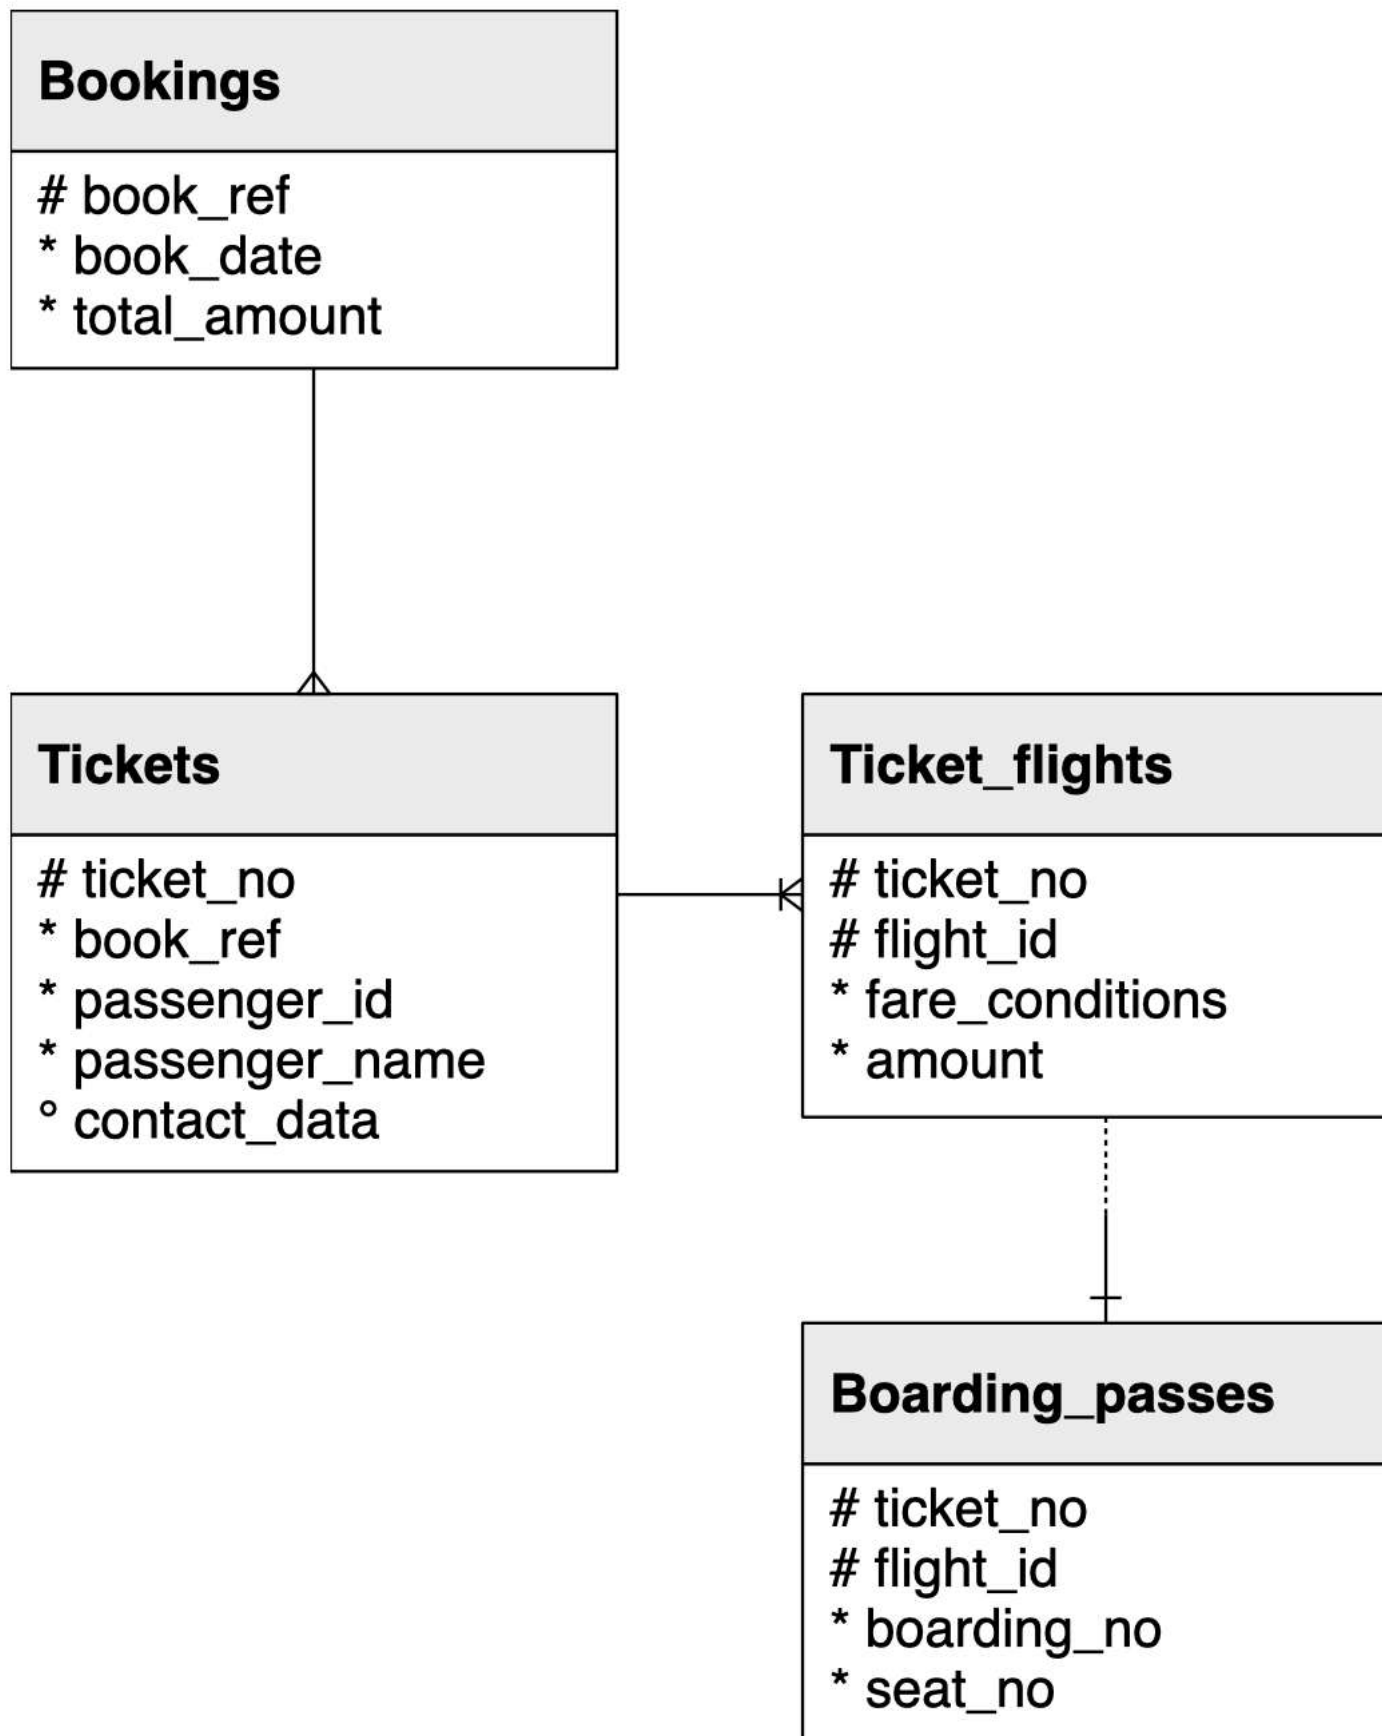 Bookings
# book_ref
* book_date
* total_amount
Tickets
# ticket_no
* book_ref
* passenger_id
* passenger_name
° contact_data
Ticket_flights
# ticket_no
# flight_id
* fare_conditions
* amount
Boarding_passes
# ticket_no
# flight_id
* boarding_no
* seat_no